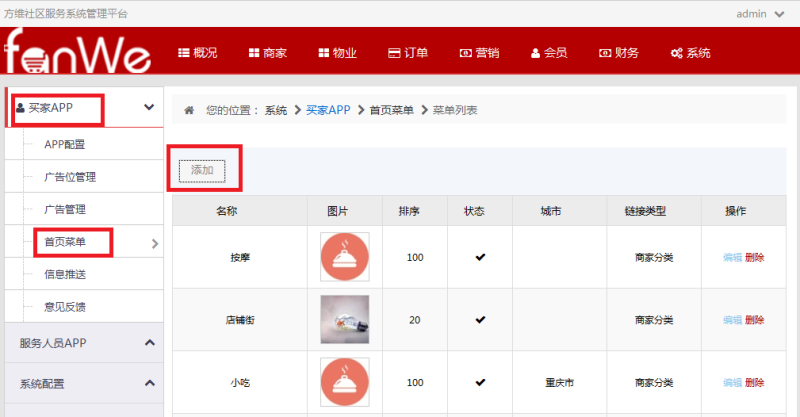 方维社区服务系统管理平台 admin
fanWe 概况 商家 物业 订单 营销 会员 财务 系统
买家APP
APP配置
广告位管理
广告管理
首页菜单
信息推送
意见反馈
服务人员APP
系统配置
您的位置： 系统 买家APP 首页菜单 菜单列表
添加
名称 图片 排序 状态 城市 链接类型 操作
按摩 100 商家分类 编辑 删除
店铺街 20 商家分类 编辑 删除
小吃 100 重庆市 商家分类 编辑 删除